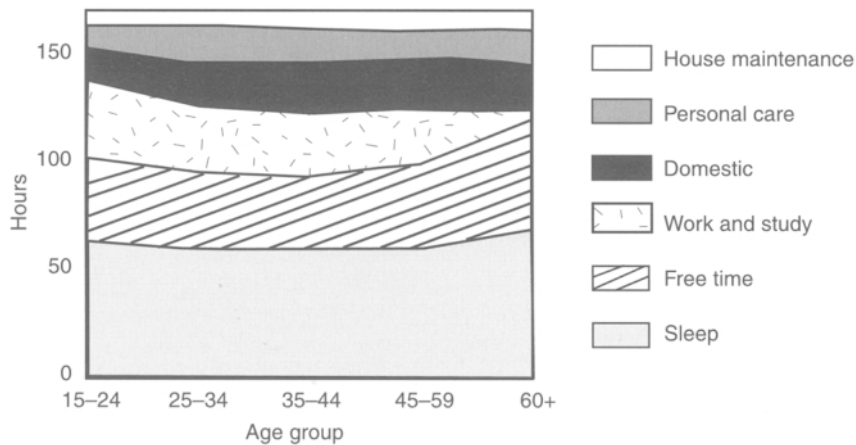 150
100
50
0
Hours
15–24 25–34 35–44 45–59 60+
Age group
House maintenance
Personal care
Domestic
Work and study
Free time
Sleep